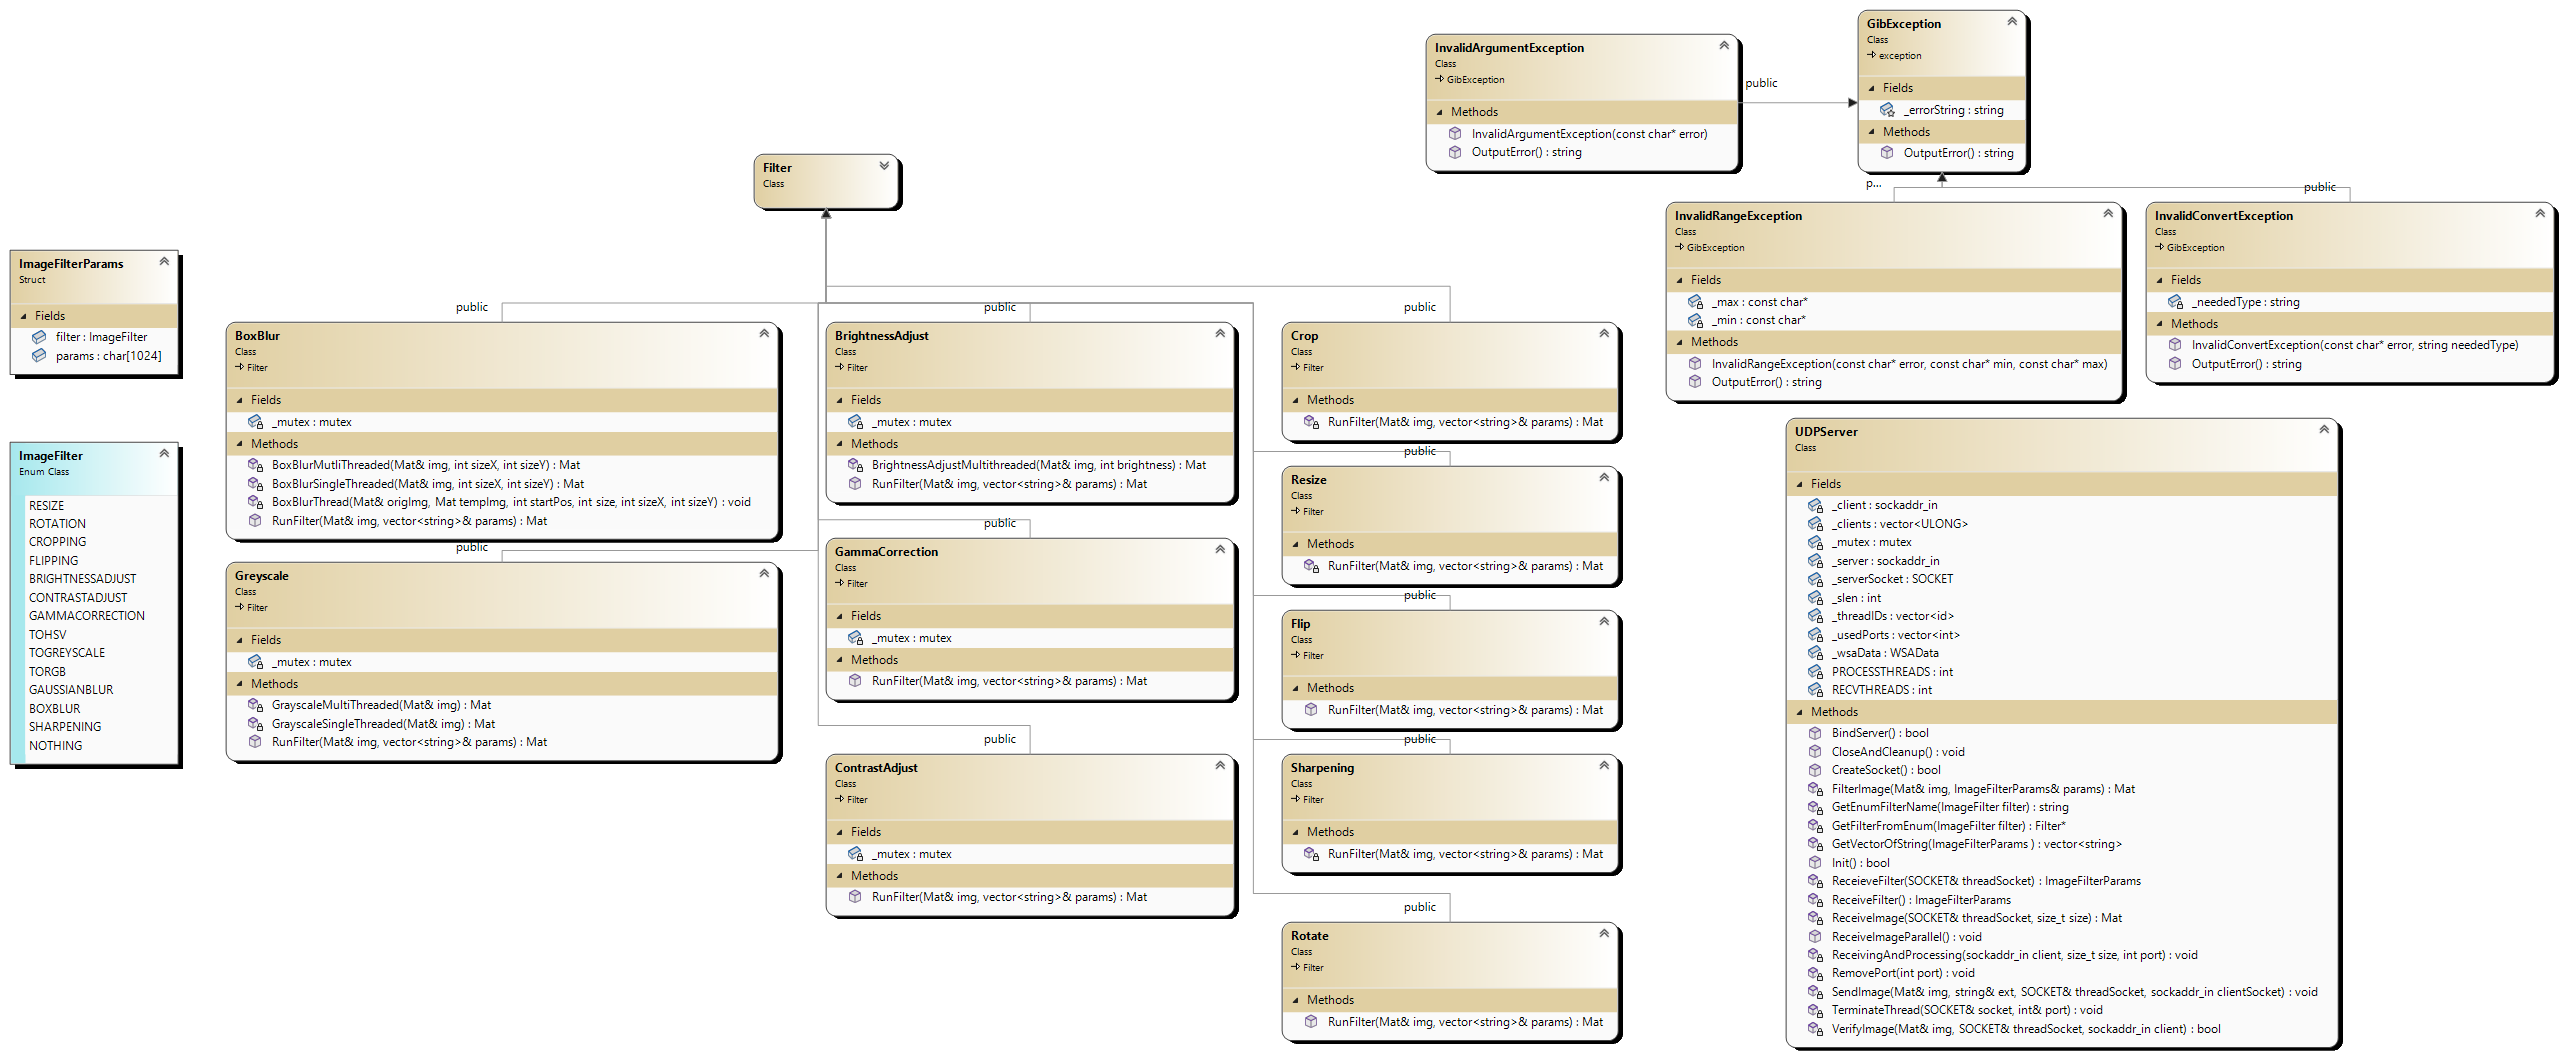 GibException
Class
exception
Fields
_errorString : string
Methods
OutputError() : string
InvalidArgumentException
Class
GibException
Methods
InvalidArgumentException(const char* error)
OutputError() : string
public
Filter
Class
p...
public
InvalidRangeException
Class
GibException
Fields
_max : const char*
_min : const char*
Methods
InvalidRangeException(const char* error, const char* min, const char* max)
OutputError() : string
InvalidConvertException
Class
GibException
Fields
_neededType : string
Methods
InvalidConvertException(const char* error, string neededType)
OutputError() : string
ImageFilterParams
Struct
Fields
filter : ImageFilter
params : char[1024]
ImageFilter
Enum Class
RESIZE
ROTATION
CROPPING
FLIPPING
BRIGHTNESSADJUST
CONTRASTADJUST
GAMMACORRECTION
TOHSV
TOGREYSCALE
TORGB
GAUSSIANBLUR
BOXBLUR
SHARPENING
NOTHING
public
BoxBlur
Class
Filter
Fields
_mutex : mutex
Methods
BoxBlurMutliThreaded(Mat& img, int sizeX, int sizeY) : Mat
BoxBlurSingleThreaded(Mat& img, int sizeX, int sizeY) : Mat
BoxBlurThread(Mat& origImg, Mat tempImg, int startPos, int size, int sizeX, int sizeY) : void
RunFilter(Mat& img, vector<string>& params) : Mat
public
Greyscale
Class
Filter
Fields
_mutex : mutex
Methods
GrayscaleMultiThreaded(Mat& img) : Mat
GrayscaleSingleThreaded(Mat& img) : Mat
RunFilter(Mat& img, vector<string>& params) : Mat
public
BrightnessAdjust
Class
Filter
Fields
_mutex : mutex
Methods
BrightnessAdjustMultithreaded(Mat& img, int brightness) : Mat
RunFilter(Mat& img, vector<string>& params) : Mat
public
GammaCorrection
Class
Filter
Fields
_mutex : mutex
Methods
RunFilter(Mat& img, vector<string>& params) : Mat
public
ContrastAdjust
Class
Filter
Fields
_mutex : mutex
Methods
RunFilter(Mat& img, vector<string>& params) : Mat
public
Crop
Class
Filter
Methods
RunFilter(Mat& img, vector<string>& params) : Mat
public
Resize
Class
Filter
Methods
RunFilter(Mat& img, vector<string>& params) : Mat
public
Flip
Class
Filter
Methods
RunFilter(Mat& img, vector<string>& params) : Mat
public
Sharpening
Class
Filter
Methods
RunFilter(Mat& img, vector<string>& params) : Mat
public
Rotate
Class
Filter
Methods
RunFilter(Mat& img, vector<string>& params) : Mat
UDPServer
Class
Fields
_client : sockaddr_in
_clients : vector<ULONG>
_mutex : mutex
_server : sockaddr_in
_serverSocket : SOCKET
_slen : int
_threadIDs : vector<id>
_usedPorts : vector<int>
_wsaData : WSAData
PROCESSTHREADS : int
RECVTHREADS : int
Methods
BindServer() : bool
CloseAndCleanup() : void
CreateSocket() : bool
FilterImage(Mat& img, ImageFilterParams& params) : Mat
GetEnumFilterName(ImageFilter filter) : string
GetFilterFromEnum(ImageFilter filter) : Filter*
GetVectorOfString(ImageFilterParams ) : vector<string>
Init() : bool
ReceieveFilter(SOCKET& threadSocket) : ImageFilterParams
ReceiveFilter() : ImageFilterParams
ReceiveImage(SOCKET& threadSocket, size_t size) : Mat
ReceiveImageParallel() : void
ReceivingAndProcessing(sockaddr_in client, size_t size, int port) : void
RemovePort(int port) : void
SendImage(Mat& img, string& ext, SOCKET& threadSocket, sockaddr_in clientSocket) : void
TerminateThread(SOCKET& socket, int& port) : void
VerifyImage(Mat& img, SOCKET& threadSocket, sockaddr_in client) : bool